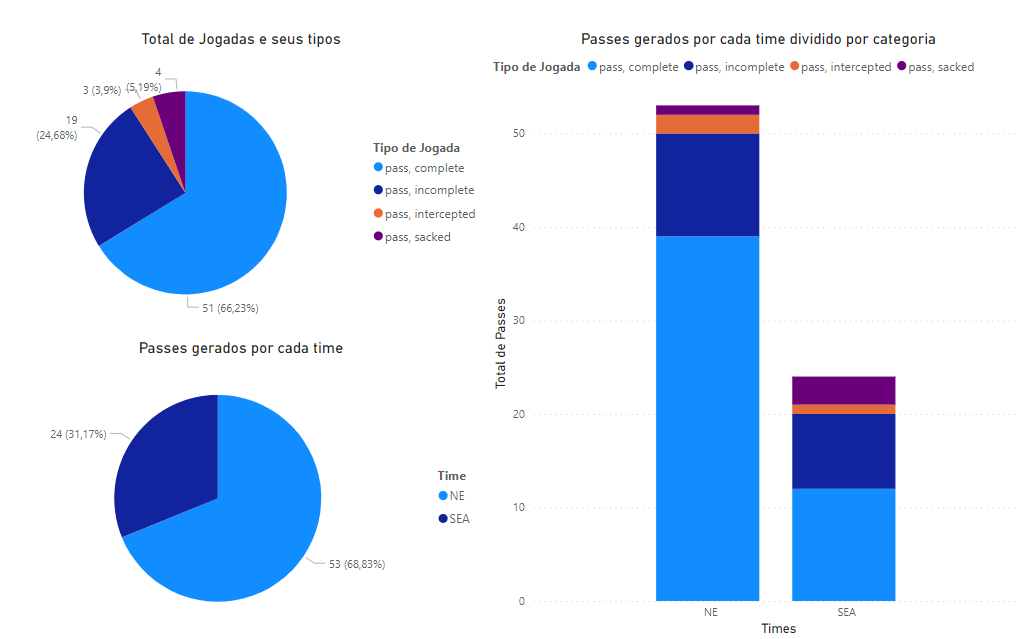 Total de Jogadas e seus tipos
4
(5,19%)
3 (3,9%)
19
(24,68%)
51 (66,23%)
Tipo de Jogada
pass, complete
pass, incomplete
pass, intercepted
pass, sacked
Passes gerados por cada time
24 (31,17%)
53 (68,83%)
Time
NE
SEA
Passes gerados por cada time dividido por categoria
Tipo de Jogada pass, complete pass, incomplete pass, intercepted pass, sacked
Total de Passes
50
40
30
20
10
0
NE SEA
Times